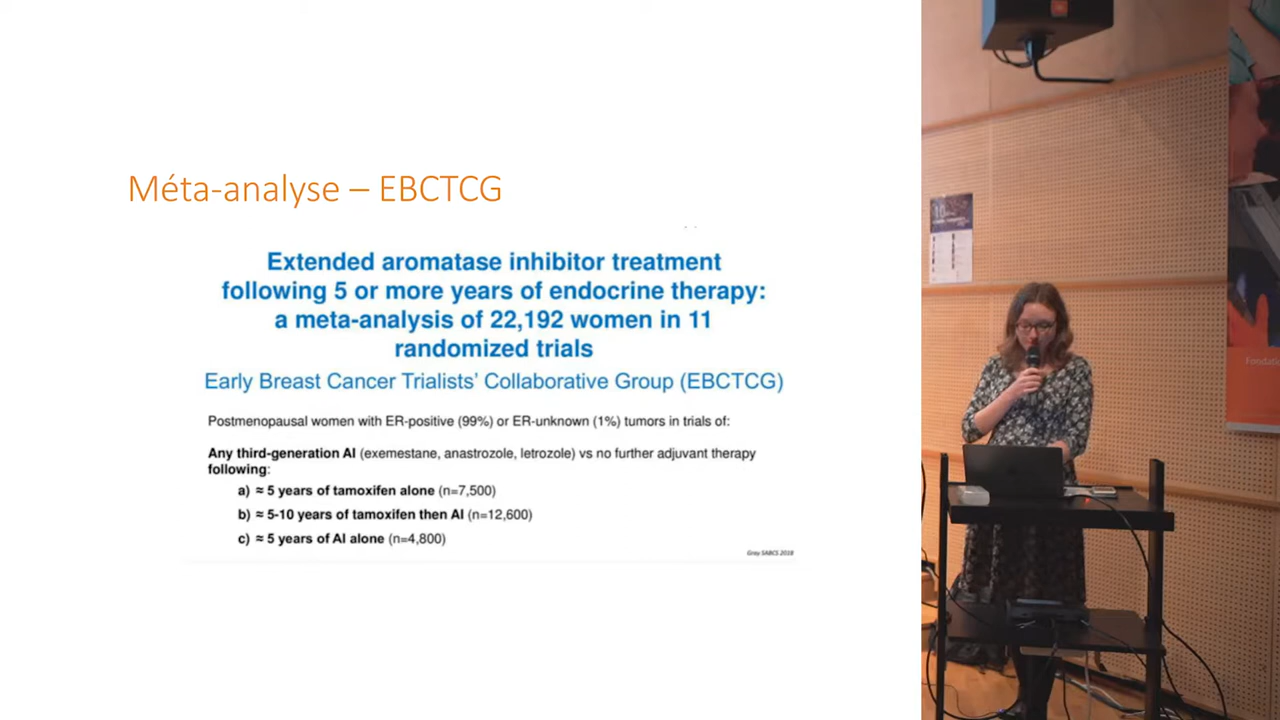 Méta-analyse – EBCTCG
Extended aromatase inhibitor treatment
following 5 or more years of endocrine therapy:
a meta-analysis of 22,192 women in 11
randomized trials
Early Breast Cancer Trialists' Collaborative Group (EBCTCG)
Postmenopausal women with ER-positive (99%) or ER-unknown (1%) tumors in trials of:
Any third-generation AI (exemestane, anastrozole, letrozole) vs no further adjuvant therapy
following:
a) ≈ 5 years of tamoxifen alone (n=7,500)
b) ≈ 5-10 years of tamoxifen then AI (n=12,600)
c) ≈ 5 years of AI alone (n=4,800)
Gray SABCS 2018
10